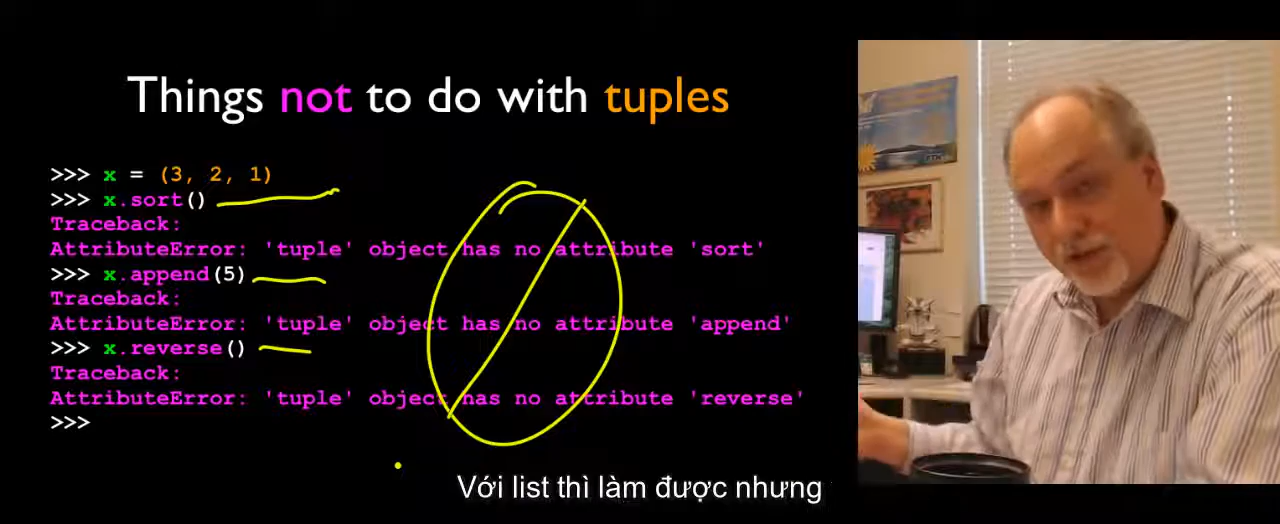 Things not to do with tuples
>>> x = (3, 2, 1)
>>> x.sort()
Traceback:
AttributeError: 'tuple' object has no attribute 'sort'
>>> x.append(5)
Traceback:
AttributeError: 'tuple' object has no attribute 'append'
>>> x.reverse()
Traceback:
AttributeError: 'tuple' object has no attribute 'reverse'
>>>
Với list thì làm được nhưng